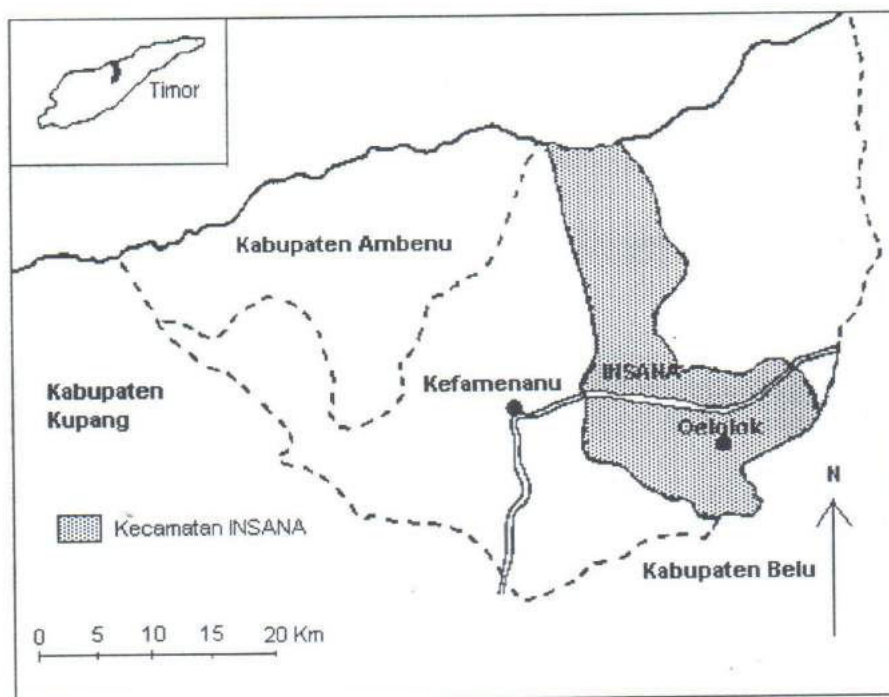 Timor
Kabupaten Ambenu
Kabupaten
Kupang
Kefamenanu
INSANA
Oelolok
N
Kecamatan INSANA
Kabupaten Belu
0 5 10 15 20 Km